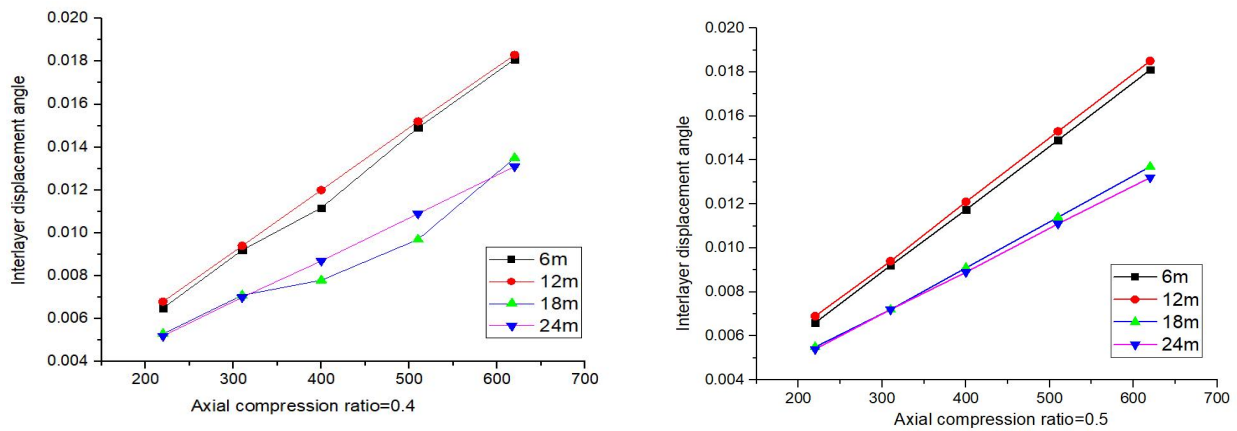 0.020
0.018
0.016
0.014
0.012
0.010
0.008
0.006
0.004
Interlayer displacement angle
6m
12m
18m
24m
200 300 400 500 600 700
Axial compression ratio=0.4
0.020
0.018
0.016
0.014
0.012
0.010
0.008
0.006
0.004
Interlayer displacement angle
6m
12m
18m
24m
200 300 400 500 600 700
Axial compression ratio=0.5